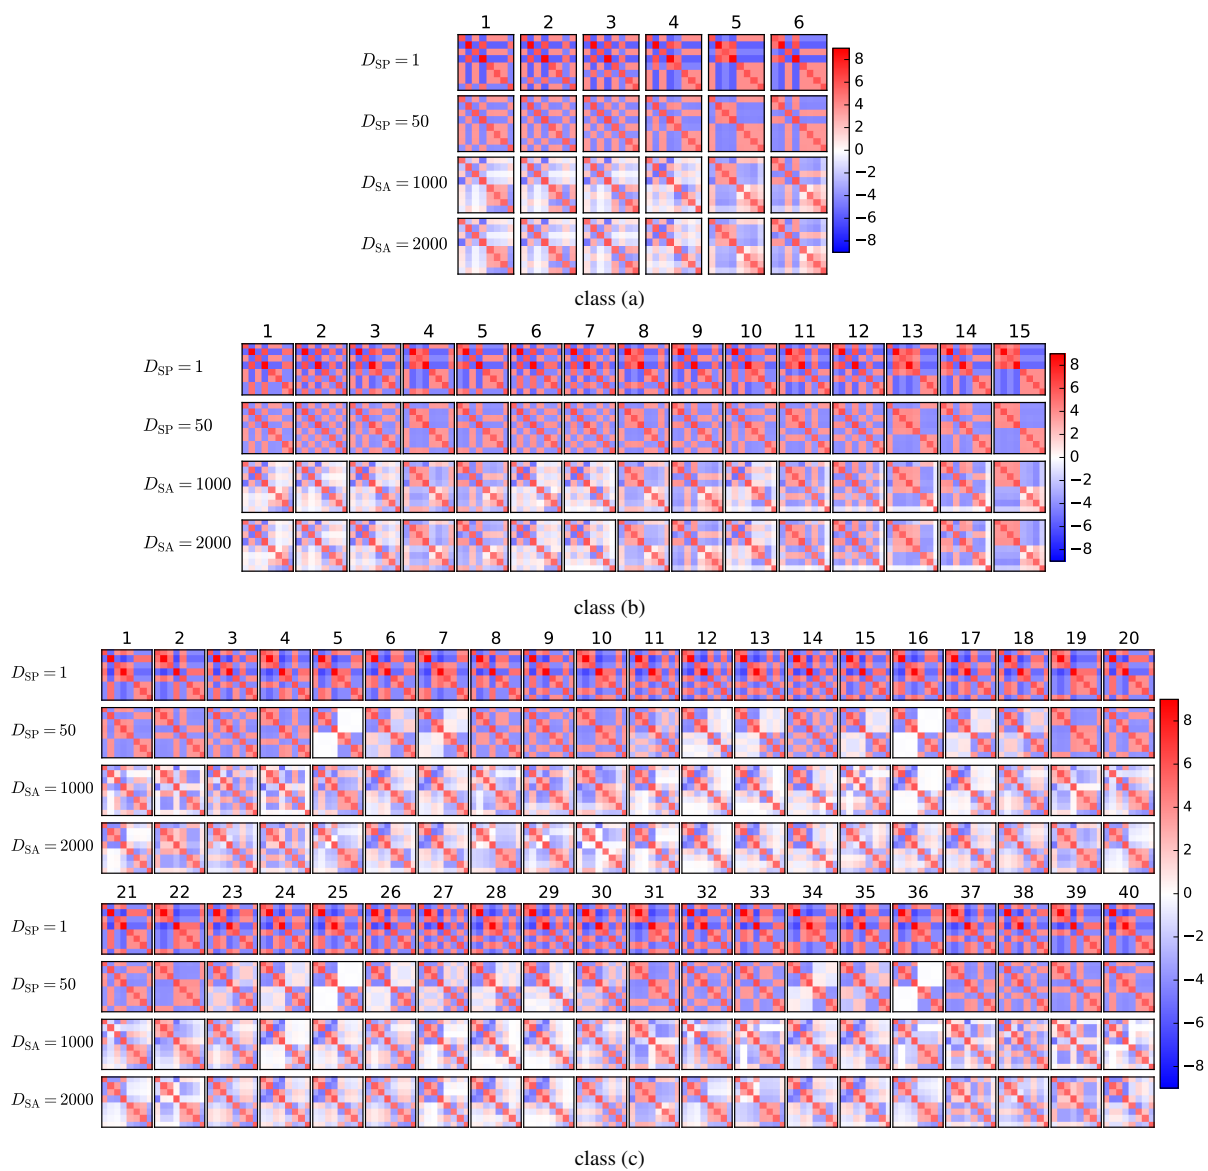 1 2 3 4 5 6
D_SP = 1
D_SP = 50
D_SA = 1000
D_SA = 2000
8
6
4
2
0
−2
−4
−6
−8
class (a)
1 2 3 4 5 6 7 8 9 10 11 12 13 14 15
D_SP = 1
D_SP = 50
D_SA = 1000
D_SA = 2000
8
6
4
2
0
−2
−4
−6
−8
class (b)
1 2 3 4 5 6 7 8 9 10 11 12 13 14 15 16 17 18 19 20
D_SP = 1
D_SP = 50
D_SA = 1000
D_SA = 2000
21 22 23 24 25 26 27 28 29 30 31 32 33 34 35 36 37 38 39 40
D_SP = 1
D_SP = 50
D_SA = 1000
D_SA = 2000
8
6
4
2
0
−2
−4
−6
−8
class (c)